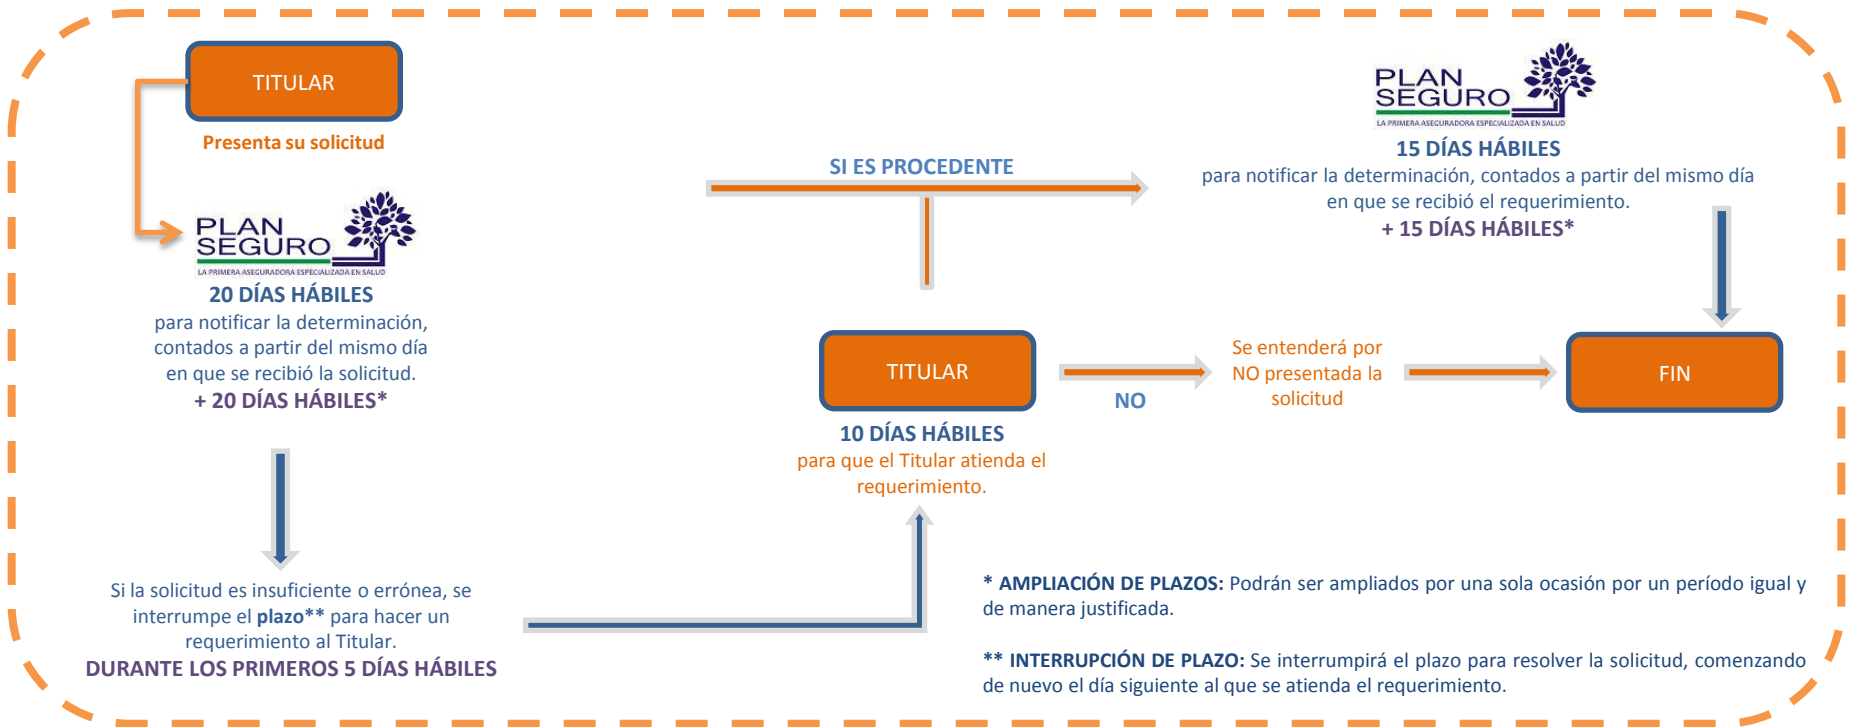 TITULAR
Presenta su solicitud
PLAN
SEGURO
LA PRIMERA ASEGURADORA ESPECIALIZADA EN SALUD
20 DÍAS HÁBILES
para notificar la determinación,
contados a partir del mismo día
en que se recibió la solicitud.
+ 20 DÍAS HÁBILES*
Si la solicitud es insuficiente o errónea, se
interrumpe el plazo** para hacer un
requerimiento al Titular.
DURANTE LOS PRIMEROS 5 DÍAS HÁBILES
TITULAR
10 DÍAS HÁBILES
para que el Titular atienda el
requerimiento.
SI ES PROCEDENTE
PLAN
SEGURO
LA PRIMERA ASEGURADORA ESPECIALIZADA EN SALUD
15 DÍAS HÁBILES
para notificar la determinación, contados a partir del mismo día
en que se recibió el requerimiento.
+ 15 DÍAS HÁBILES*
NO
Se entenderá por
NO presentada la
solicitud
FIN
* AMPLIACIÓN DE PLAZOS: Podrán ser ampliados por una sola ocasión por un período igual y
de manera justificada.
** INTERRUPCIÓN DE PLAZO: Se interrumpirá el plazo para resolver la solicitud, comenzando
de nuevo el día siguiente al que se atienda el requerimiento.